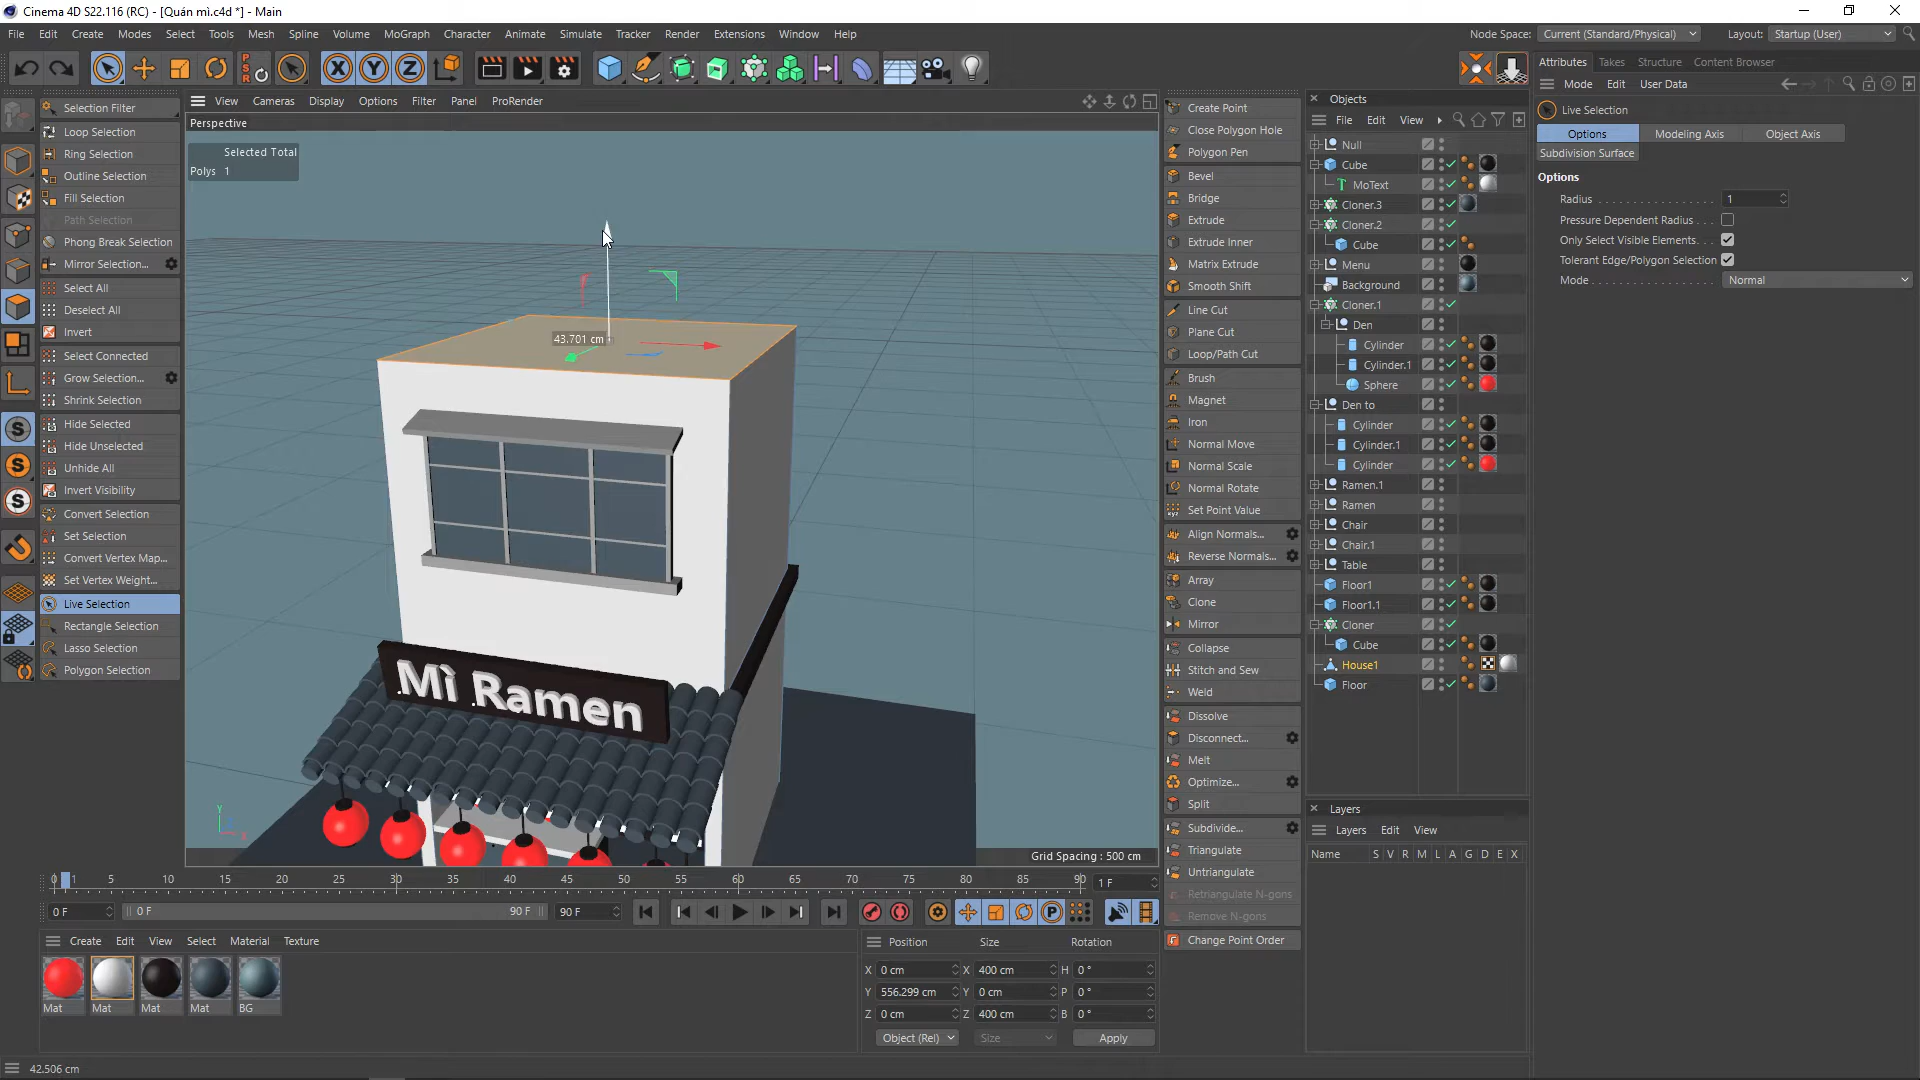 Cinema 4D S22.116 (RC) - [Quán mì.c4d *] - Main
File Edit Create Modes Select Tools Mesh Spline Volume MoGraph Character Animate Simulate Tracker Render Extensions Window Help
Node Space: Current (Standard/Physical) Layout: Startup (User)
PSR X Y Z
Selection Filter
Loop Selection
Ring Selection
Outline Selection
Fill Selection
Path Selection
Phong Break Selection
Mirror Selection...
Select All
Deselect All
Invert
Select Connected
Grow Selection...
Shrink Selection
Hide Selected
Hide Unselected
Unhide All
Invert Visibility
Convert Selection
Set Selection
Convert Vertex Map...
Set Vertex Weight...
Live Selection
Rectangle Selection
Lasso Selection
Polygon Selection
View Cameras Display Options Filter Panel ProRender
Perspective
Selected Total
Polys 1
43.701 cm
Mì Ramen
Y
X
Grid Spacing : 500 cm
Create Point
Close Polygon Hole
Polygon Pen
Bevel
Bridge
Extrude
Extrude Inner
Matrix Extrude
Smooth Shift
Line Cut
Plane Cut
Loop/Path Cut
Brush
Magnet
Iron
Normal Move
Normal Scale
Normal Rotate
Set Point Value
Align Normals...
Reverse Normals...
Array
Clone
Mirror
Collapse
Stitch and Sew
Weld
Dissolve
Disconnect...
Melt
Optimize...
Split
Subdivide...
Triangulate
Untriangulate
Retriangulate N-gons
Remove N-gons
Change Point Order
Objects
File Edit View
Null
Cube
MoText
Cloner.3
Cloner.2
Cube
Menu
Background
Cloner.1
Den
Cylinder
Cylinder.1
Sphere
Den to
Cylinder
Cylinder.1
Cylinder
Ramen.1
Ramen
Chair
Chair.1
Table
Floor1
Floor1.1
Cloner
Cube
House1
Floor
Layers
Layers Edit View
Name S V R M L A G D E X
Attributes Takes Structure Content Browser
Mode Edit User Data
Live Selection
Options Modeling Axis Object Axis
Subdivision Surface
Options
Radius 1
Pressure Dependent Radius
Only Select Visible Elements
Tolerant Edge/Polygon Selection
Mode Normal
0 1 5 10 15 20 25 30 35 40 45 50 55 60 65 70 75 80 85 90 1 F
0 F 0 F 90 F 90 F
Create Edit View Select Material Texture
Mat Mat Mat Mat BG
Position Size Rotation
X 0 cm X 400 cm H 0 °
Y 556.299 cm Y 0 cm P 0 °
Z 0 cm Z 400 cm B 0 °
Object (Rel) Size Apply
42.506 cm